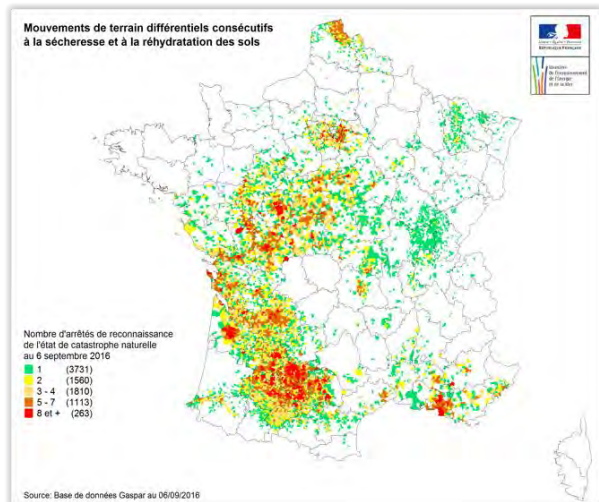 Mouvements de terrain différentiels consécutifs
à la sécheresse et à la réhydratation des sols
RÉPUBLIQUE FRANÇAISE
Nombre d'arrêtés de reconnaissance
de l'état de catastrophe naturelle
au 6 septembre 2016
1 (3731)
2 (1560)
3 - 4 (1810)
5 - 7 (1113)
8 et + (263)
Source: Base de données Gaspar au 06/09/2016